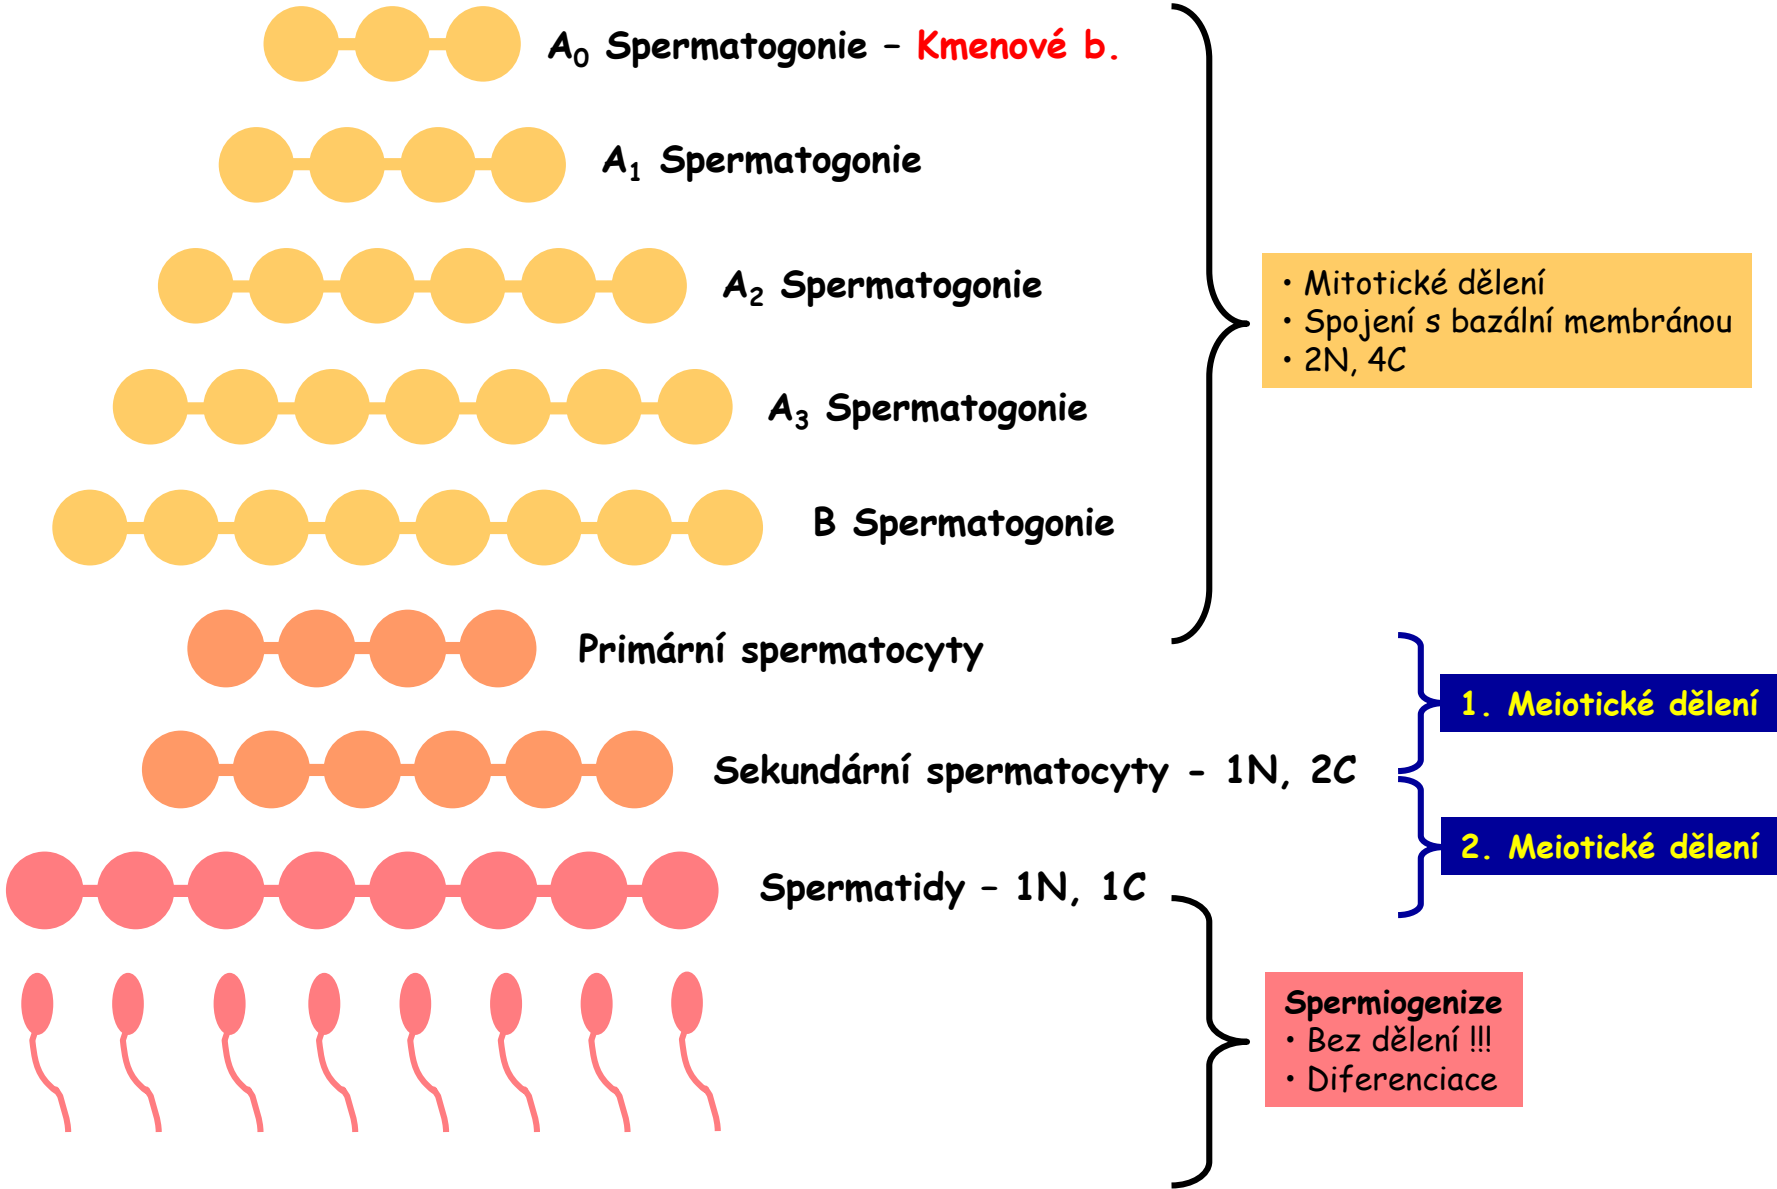 A₀ Spermatogonie – Kmenové b.
A₁ Spermatogonie
A₂ Spermatogonie
• Mitotické dělení
• Spojení s bazální membránou
• 2N, 4C
A₃ Spermatogonie
B Spermatogonie
Primární spermatocyty
1. Meiotické dělení
Sekundární spermatocyty - 1N, 2C
2. Meiotické dělení
Spermatidy – 1N, 1C
Spermiogenize
• Bez dělení !!!
• Diferenciace